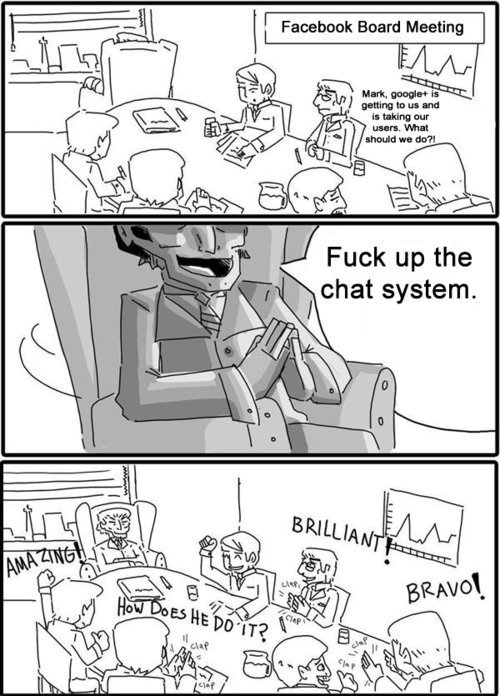 Facebook Board Meeting
Mark, google+ is
getting to us and
is taking our
users. What
should we do?!
Fuck up the
chat system.
AMAZING!
BRILLIANT!
BRAVO!
HOW DOES HE DO IT?
clap
clap
clap
clap
clap
clap